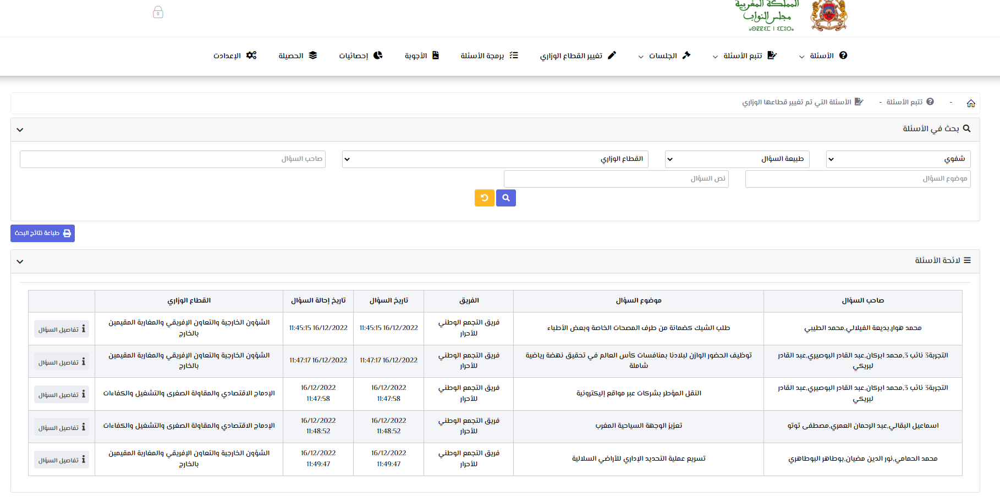 المملكة المغربية
مجلس النواب
0
الأسئلة
تتبع الأسئلة
الجلسات
تغيير القطاع الوزاري
برمجة الأسئلة
الأجوبة
إحصائيات
الحصيلة
الإعدادت
- تتبع الأسئلة - الأسئلة التي تم تغيير قطاعها الوزاري
بحث في الأسئلة
شفوي
طبيعة السؤال
القطاع الوزاري
صاحب السؤال
موضوع السؤال
نص السؤال
طباعة نتائج البحث
لائحة الأسئلة
صاحب السؤال
موضوع السؤال
الفريق
تاريخ السؤال
تاريخ إحالة السؤال
القطاع الوزاري
محمد هوار,بديعة الفيلالي,محمد الطيبي
طلب الشيك كضمانة من طرف المصحات الخاصة وبعض الأطباء
فريق التجمع الوطني
للأحرار
16/12/2022 11:45:15
16/12/2022 11:45:15
الشؤون الخارجية والتعاون الإفريقي والمغاربة المقيمين
بالخارج
تفاصيل السؤال
التجربة3 نائب 3,محمد ابركان,عبد القادر البوصيري,عبد القادر
لبريكي
توظيف الحضور الوازن لبلادنا بمنافسات كأس العالم في تحقيق نهضة رياضية
شاملة
فريق التجمع الوطني
للأحرار
16/12/2022 11:47:17
16/12/2022 11:47:17
الشؤون الخارجية والتعاون الإفريقي والمغاربة المقيمين
بالخارج
تفاصيل السؤال
التجربة3 نائب 3,محمد ابركان,عبد القادر البوصيري,عبد القادر
لبريكي
النقل المؤطر بشركات عبر مواقع إليكترونية
فريق التجمع الوطني
للأحرار
16/12/2022
11:47:58
16/12/2022
11:47:58
الإدماج الاقتصادي والمقاولة الصغرى والتشغيل والكفاءات
تفاصيل السؤال
اسماعيل البقالي,عبد الرحمان العمري,مصطفى توتو
تعزيز الوجهة السياحية المغرب
فريق التجمع الوطني
للأحرار
16/12/2022
11:48:52
16/12/2022
11:48:52
الإدماج الاقتصادي والمقاولة الصغرى والتشغيل والكفاءات
تفاصيل السؤال
محمد الحمامي,نور الدين مضيان,بوطاهر البوطاهري
تسريع عملية التحديد الإداري للأراضي السلالية
فريق التجمع الوطني
للأحرار
16/12/2022
11:49:47
16/12/2022
11:49:47
الشؤون الخارجية والتعاون الإفريقي والمغاربة المقيمين
بالخارج
تفاصيل السؤال